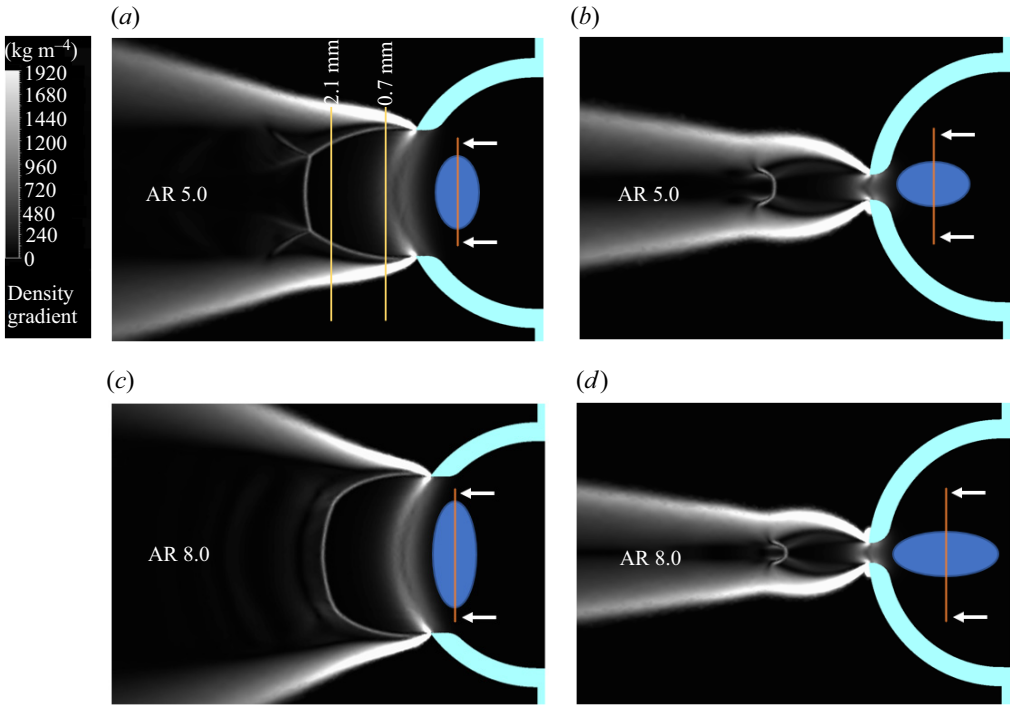 (a)
(b)
(kg m–4)
1920
1680
1440
1200
960
720
480
240
0
Density
gradient
2.1 mm
0.7 mm
AR 5.0
AR 5.0
(c)
(d)
AR 8.0
AR 8.0